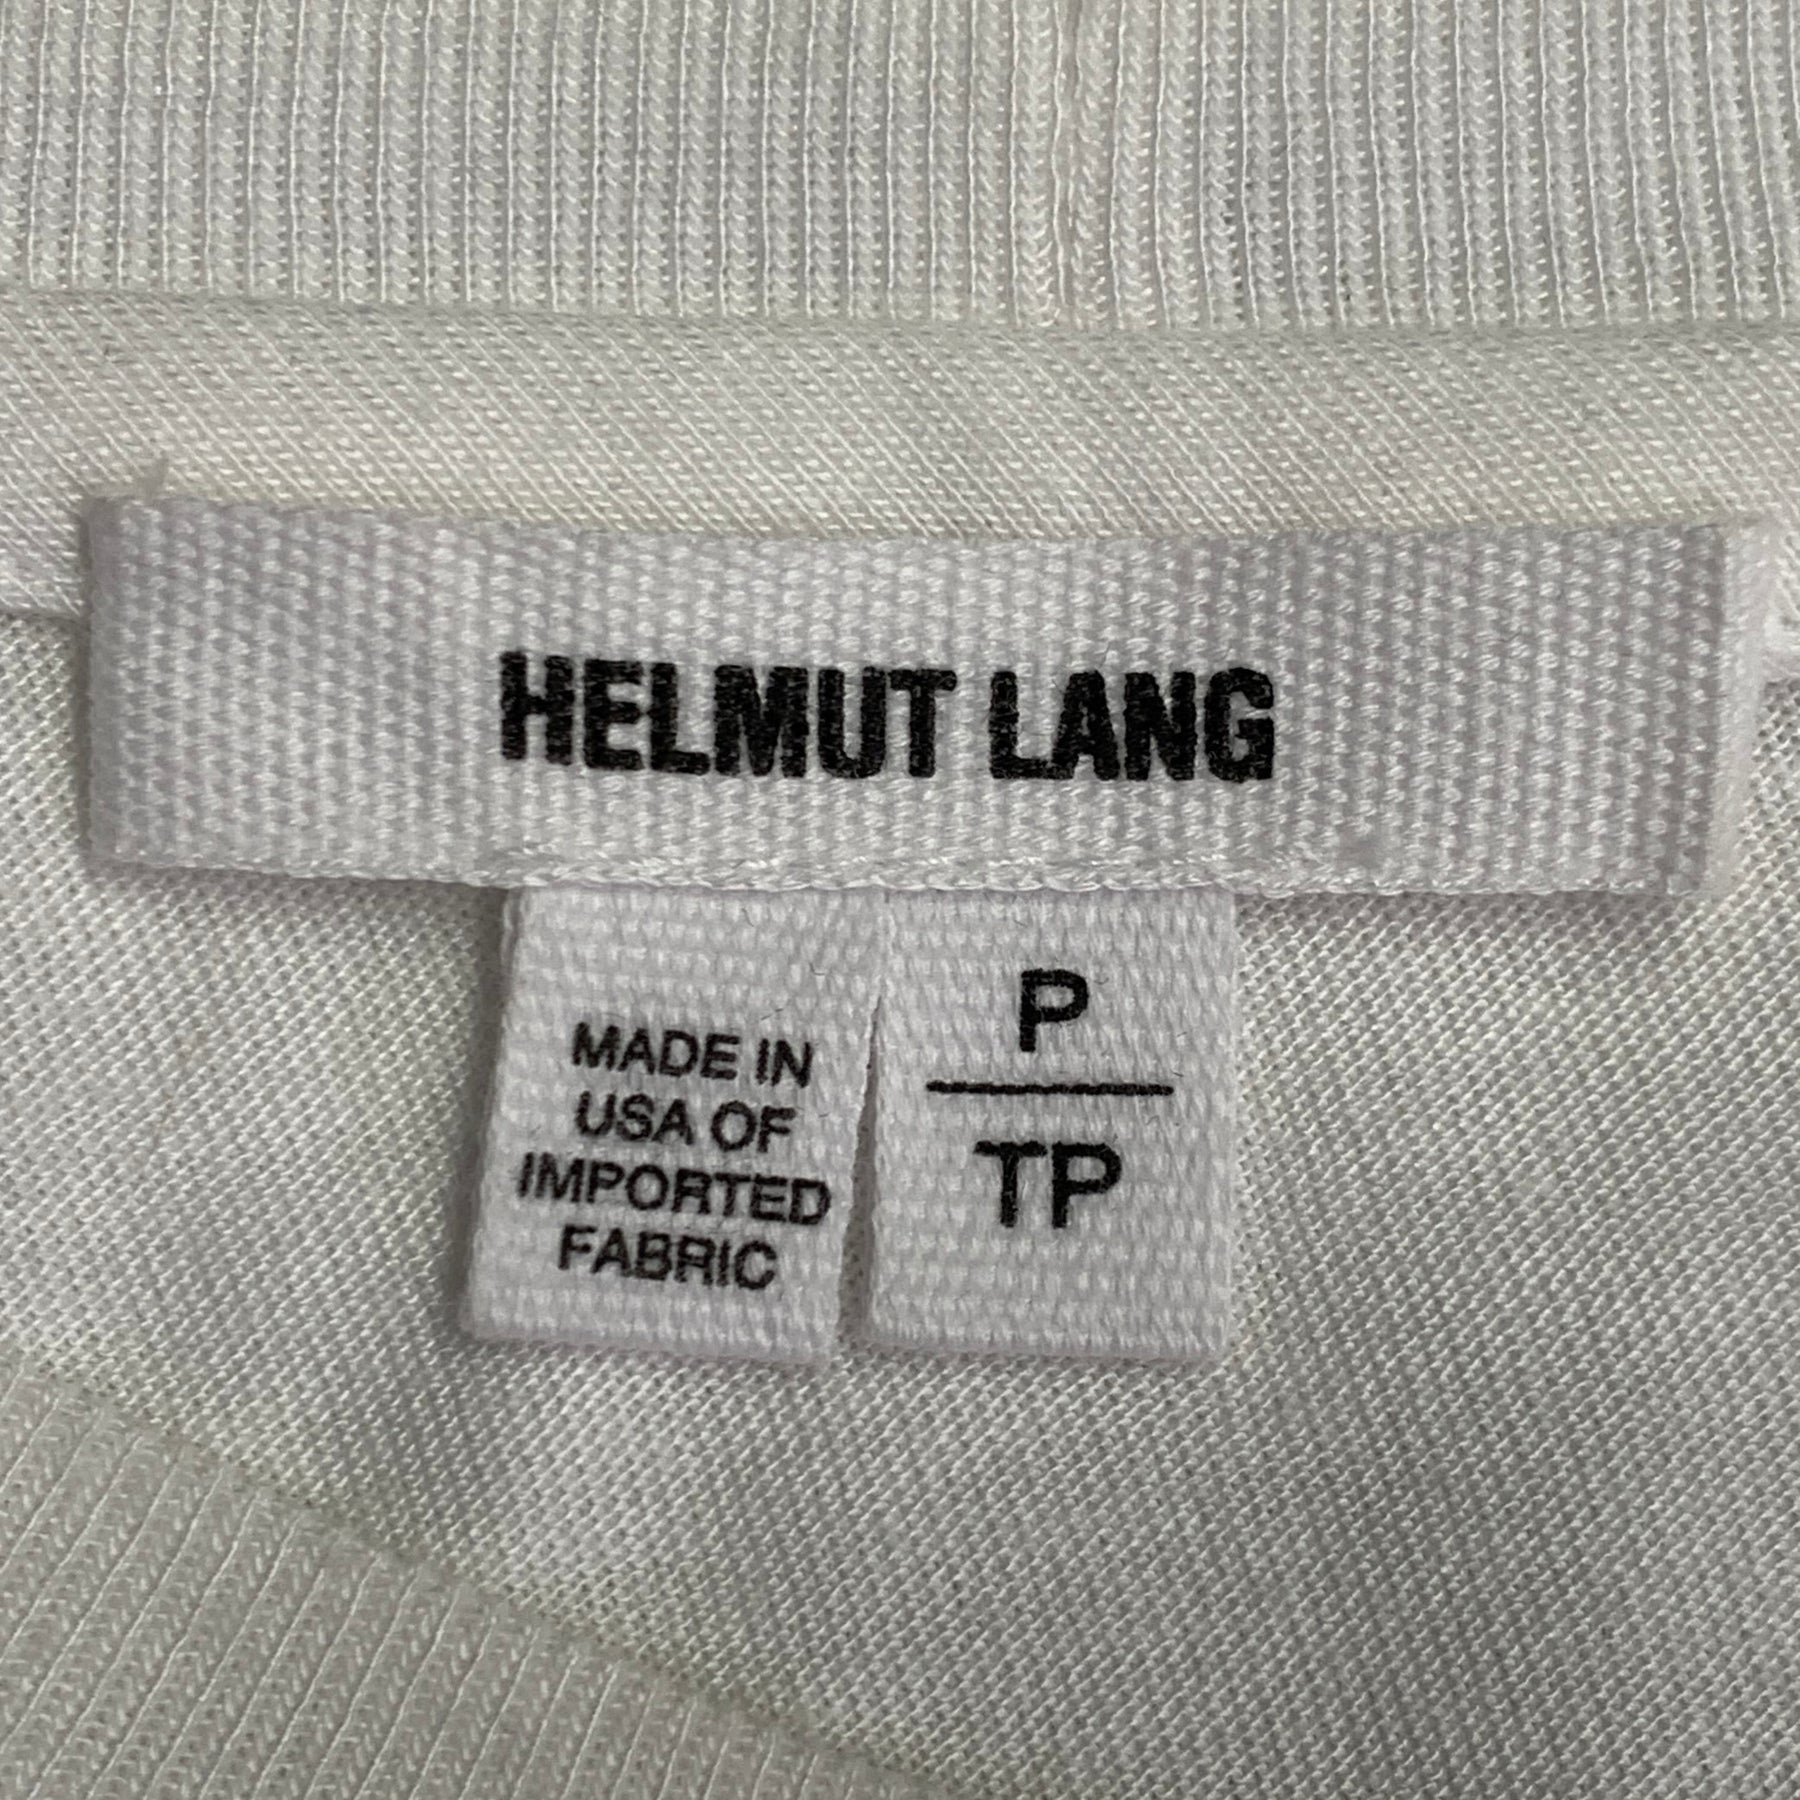 HELMUT LANG
MADE IN
USA OF
IMPORTED
FABRIC
P
TP